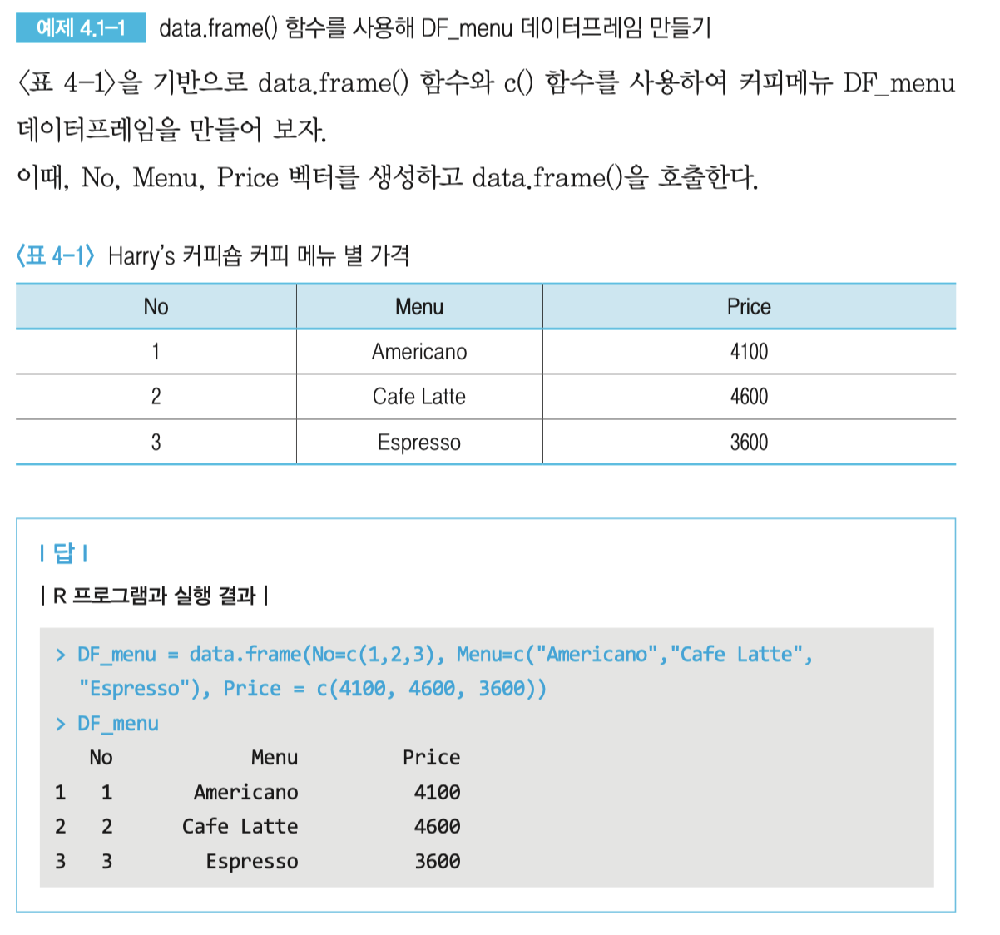 예제 4.1-1 data.frame() 함수를 사용해 DF_menu 데이터프레임 만들기
〈표 4-1〉을 기반으로 data.frame() 함수와 c() 함수를 사용하여 커피메뉴 DF_menu
데이터프레임을 만들어 보자.
이때, No, Menu, Price 벡터를 생성하고 data.frame()을 호출한다.
〈표 4-1〉 Harry's 커피숍 커피 메뉴 별 가격
No Menu Price
1 Americano 4100
2 Cafe Latte 4600
3 Espresso 3600
| 답 |
| R 프로그램과 실행 결과 |
> DF_menu = data.frame(No=c(1,2,3), Menu=c("Americano","Cafe Latte",
"Espresso"), Price = c(4100, 4600, 3600))
> DF_menu
No Menu Price
1 1 Americano 4100
2 2 Cafe Latte 4600
3 3 Espresso 3600